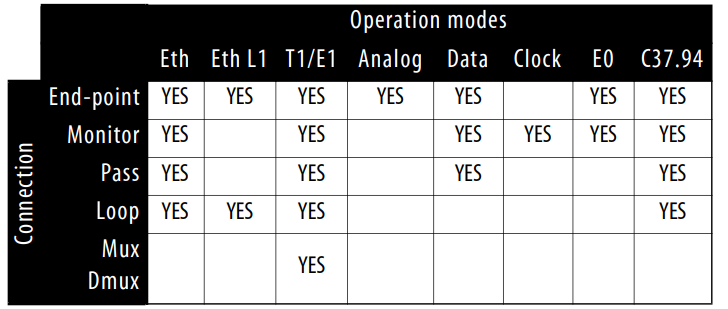 Operation modes
Eth Eth L1 T1/E1 Analog Data Clock E0 C37.94
Connection
End-point YES YES YES YES YES YES YES
Monitor YES YES YES YES YES YES
Pass YES YES YES YES
Loop YES YES YES YES
Mux
Dmux YES